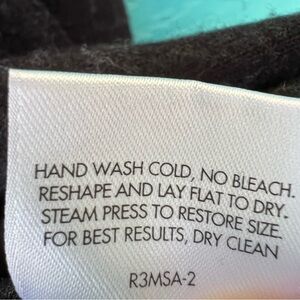 HAND WASH COLD, NO BLEACH.
RESHAPE AND LAY FLAT TO DRY.
STEAM PRESS TO RESTORE SIZE.
FOR BEST RESULTS, DRY CLEAN
R3MSA-2